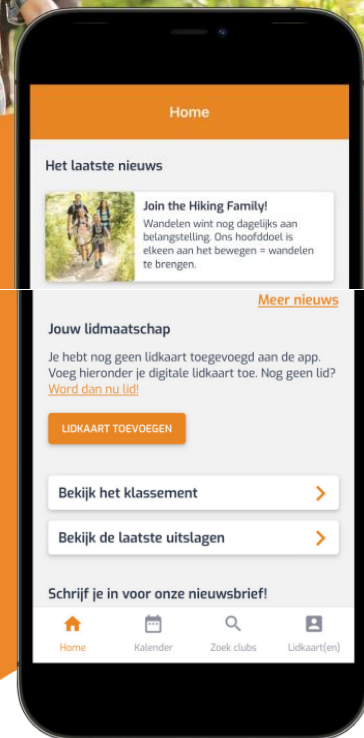 Home
Het laatste nieuws
Join the Hiking Family!
Wandelen wint nog dagelijks aan
belangstelling. Ons hoofddoel is
elkeen aan het bewegen = wandelen
te brengen.
Meer nieuws
Jouw lidmaatschap
Je hebt nog geen lidkaart toegevoegd aan de app.
Voeg hieronder je digitale lidkaart toe. Nog geen lid?
Word dan nu lid!
LIDKAART TOEVOEGEN
Bekijk het klassement
Bekijk de laatste uitslagen
Schrijf je in voor onze nieuwsbrief!
Home Kalender Zoek clubs Lidkaart(en)